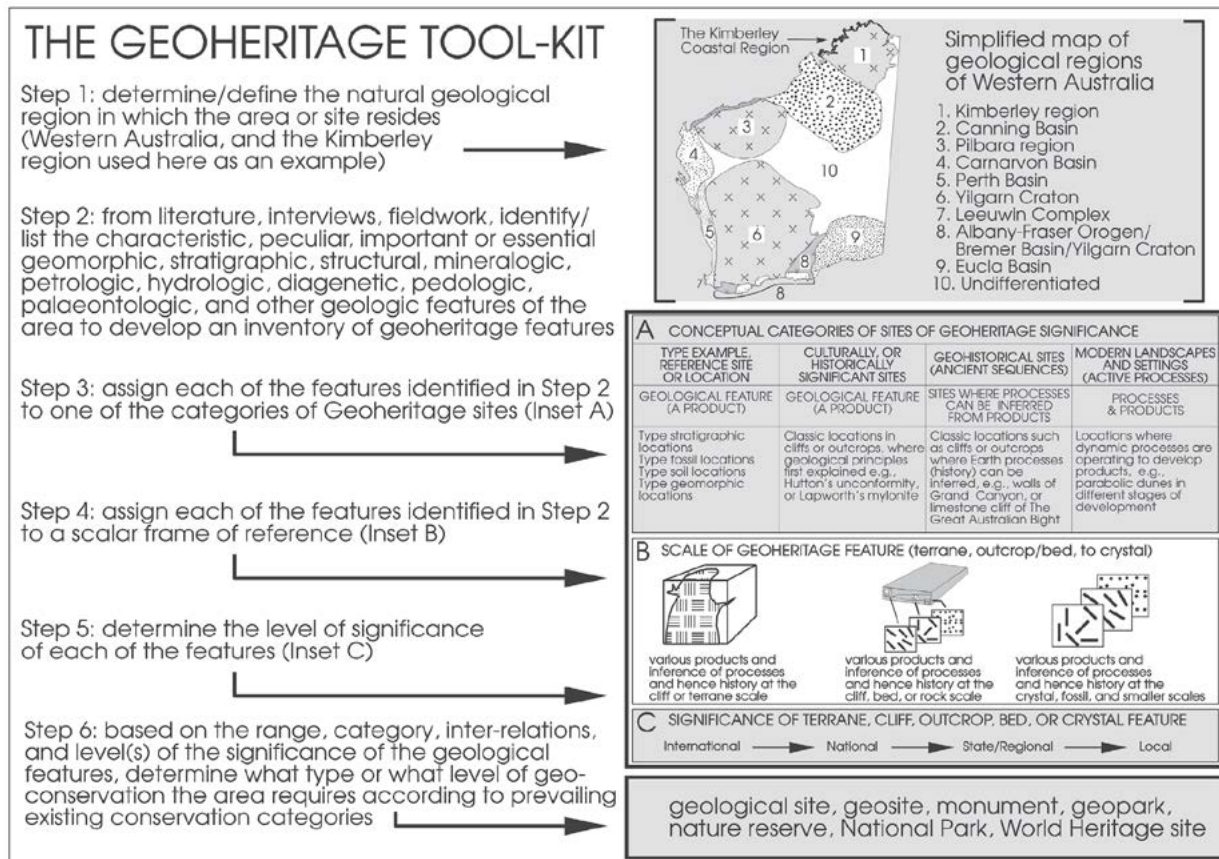 THE GEOHERITAGE TOOL-KIT
Step 1: determine/define the natural geological
region in which the area or site resides
(Western Australia, and the Kimberley
region used here as an example)
Step 2: from literature, interviews, fieldwork, identify/
list the characteristic, peculiar, important or essential
geomorphic, stratigraphic, structural, mineralogic,
petrologic, hydrologic, diagenetic, pedologic,
palaeontologic, and other geologic features of the
area to develop an inventory of geoheritage features
Step 3: assign each of the features identified in Step 2
to one of the categories of Geoheritage sites (Inset A)
Step 4: assign each of the features identified in Step 2
to a scalar frame of reference (Inset B)
Step 5: determine the level of significance
of each of the features (Inset C)
Step 6: based on the range, category, inter-relations,
and level(s) of the significance of the geological
features, determine what type or what level of geo-
conservation the area requires according to prevailing
existing conservation categories
The Kimberley
Coastal Region
1
2
3
4
10
5
6
9
8
7
8
Simplified map of
geological regions
of Western Australia
1. Kimberley region
2. Canning Basin
3. Pilbara region
4. Carnarvon Basin
5. Perth Basin
6. Yilgarn Craton
7. Leeuwin Complex
8. Albany-Fraser Orogen/
Bremer Basin/Yilgarn Craton
9. Eucla Basin
10. Undifferentiated
A CONCEPTUAL CATEGORIES OF SITES OF GEOHERITAGE SIGNIFICANCE
TYPE EXAMPLE,
REFERENCE SITE
OR LOCATION
GEOLOGICAL FEATURE
(A PRODUCT)
Type stratigraphic
locations
Type fossil locations
Type soil locations
Type geomorphic
locations
CULTURALLY, OR
HISTORICALLY
SIGNIFICANT SITES
GEOLOGICAL FEATURE
(A PRODUCT)
Classic locations in
cliffs or outcrops, where
geological principles
first explained e.g.,
Hutton's unconformity,
or Lapworth's mylonite
GEOHISTORICAL SITES
(ANCIENT SEQUENCES)
SITES WHERE PROCESSES
CAN BE INFERRED
FROM PRODUCTS
Classic locations such
as cliffs or outcrops
where Earth processes
(history) can be
inferred, e.g., walls of
Grand Canyon, or
limestone cliff of The
Great Australian Bight
MODERN LANDSCAPES
AND SETTINGS
(ACTIVE PROCESSES)
PROCESSES
& PRODUCTS
Locations where
dynamic processes are
operating to develop
products, e.g.,
parabolic dunes in
different stages of
development
B SCALE OF GEOHERITAGE FEATURE (terrane, outcrop/bed, to crystal)
various products and
inference of processes
and hence history at the
cliff or terrane scale
various products and
inference of processes
and hence history at the
cliff, bed, or rock scale
various products and
inference of processes
and hence history at the
crystal, fossil, and smaller scales
C SIGNIFICANCE OF TERRANE, CLIFF, OUTCROP, BED, OR CRYSTAL FEATURE
International National State/Regional Local
geological site, geosite, monument, geopark,
nature reserve, National Park, World Heritage site